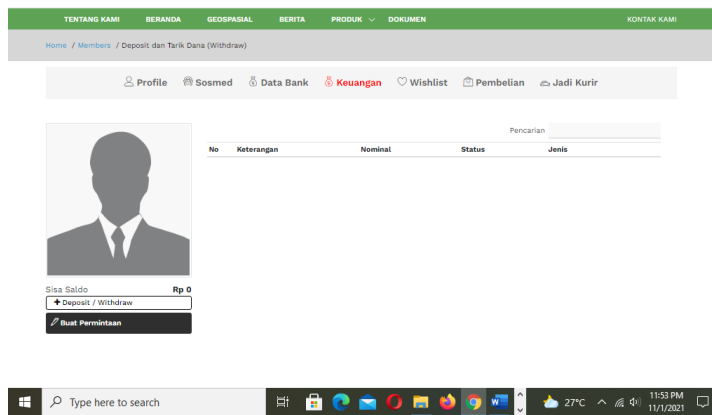 TENTANG KAMI BERANDA GEOSPASIAL BERITA PRODUK DOKUMEN KONTAK KAMI
Home / Members / Deposit dan Tarik Dana (Withdraw)
Profile Sosmed Data Bank Keuangan Wishlist Pembelian Jadi Kurir
Pencarian
No Keterangan Nominal Status Jenis
Sisa Saldo Rp 0
+ Deposit / Withdraw
Buat Permintaan
Type here to search 27°C 11:53 PM
11/1/2021